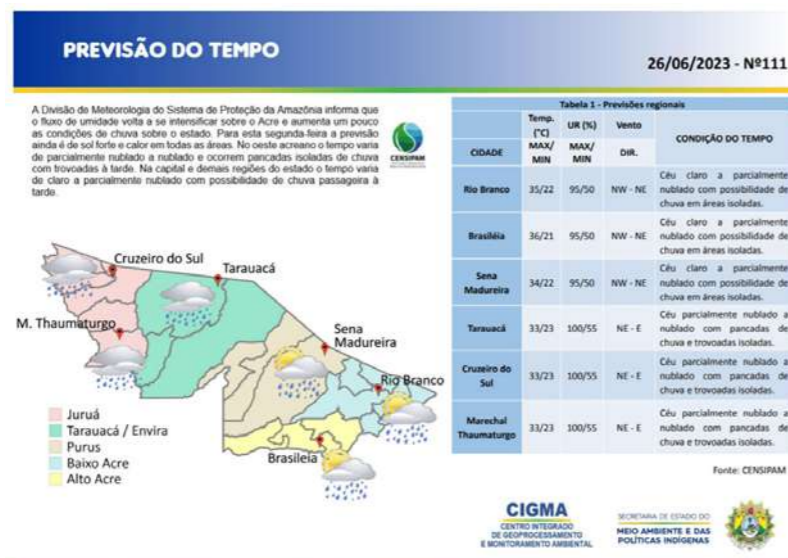 PREVISÃO DO TEMPO
26/06/2023 - Nº111
A Divisão de Meteorologia do Sistema de Proteção da Amazônia informa que
o fluxo de umidade volta a se intensificar sobre o Acre e aumenta um pouco
as condições de chuva sobre o estado. Para esta segunda-feira a previsão
ainda é de sol forte e calor em todas as áreas. No oeste acreano o tempo varia
de parcialmente nublado a nublado e ocorrem pancadas isoladas de chuva
com trovoadas à tarde. Na capital e demais regiões do estado o tempo varia
de claro a parcialmente nublado com possibilidade de chuva passageira à
tarde.
CENSIPAM
Cruzeiro do Sul
Tarauacá
M. Thaumaturgo
Sena
Madureira
Rio Branco
Brasileia
Juruá
Tarauacá / Envira
Purus
Baixo Acre
Alto Acre
Tabela 1 - Previsões regionais
CIDADE
Temp.
(°C)
MAX/
MIN
UR (%)
MAX/
MIN
Vento
DIR.
CONDIÇÃO DO TEMPO
Rio Branco
35/22
95/50
NW - NE
Céu claro a parcialmente
nublado com possibilidade de
chuva em áreas isoladas.
Brasiléia
36/21
95/50
NW - NE
Céu claro a parcialmente
nublado com possibilidade de
chuva em áreas isoladas.
Sena
Madureira
34/22
95/50
NW - NE
Céu claro a parcialmente
nublado com possibilidade de
chuva em áreas isoladas.
Tarauacá
33/23
100/55
NE - E
Céu parcialmente nublado a
nublado com pancadas de
chuva e trovoadas isoladas.
Cruzeiro do
Sul
33/23
100/55
NE - E
Céu parcialmente nublado a
nublado com pancadas de
chuva e trovoadas isoladas.
Marechal
Thaumaturgo
33/23
100/55
NE - E
Céu parcialmente nublado a
nublado com pancadas de
chuva e trovoadas isoladas.
Fonte: CENSIPAM
CIGMA
CENTRO INTEGRADO
DE GEOPROCESSAMENTO
E MONITORAMENTO AMBIENTAL
SECRETARIA DE ESTADO DO
MEIO AMBIENTE E DAS
POLÍTICAS INDÍGENAS